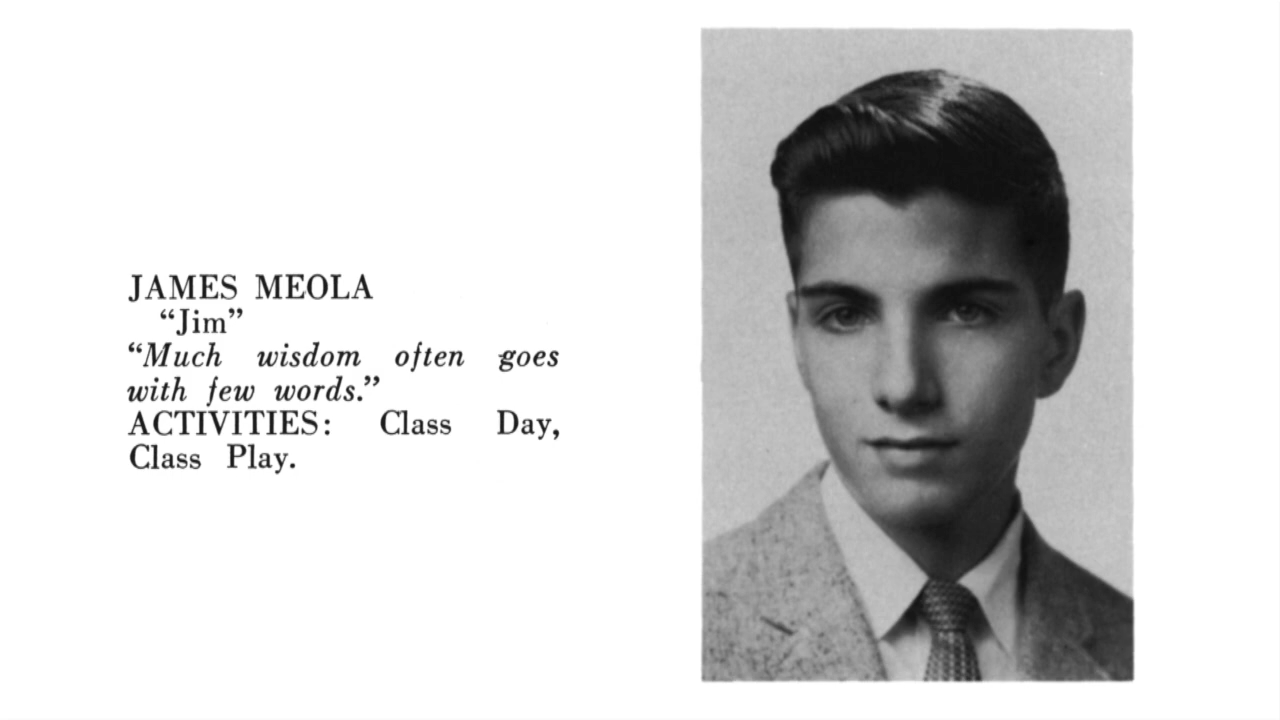 JAMES MEOLA
“Jim”
“Much wisdom often goes
with few words.”
ACTIVITIES: Class Day,
Class Play.